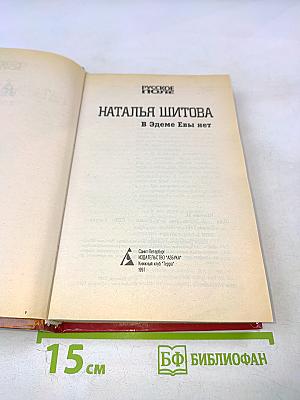 РУССКОЕ
ПОЛЕ
НАТАЛЬЯ ШИТОВА
В Эдеме Евы нет
Санкт-Петербург
ИЗДАТЕЛЬСТВО "АЗБУКА"
Книжный клуб "Терра"
1997
15 см
БФ БИБЛИОФАН